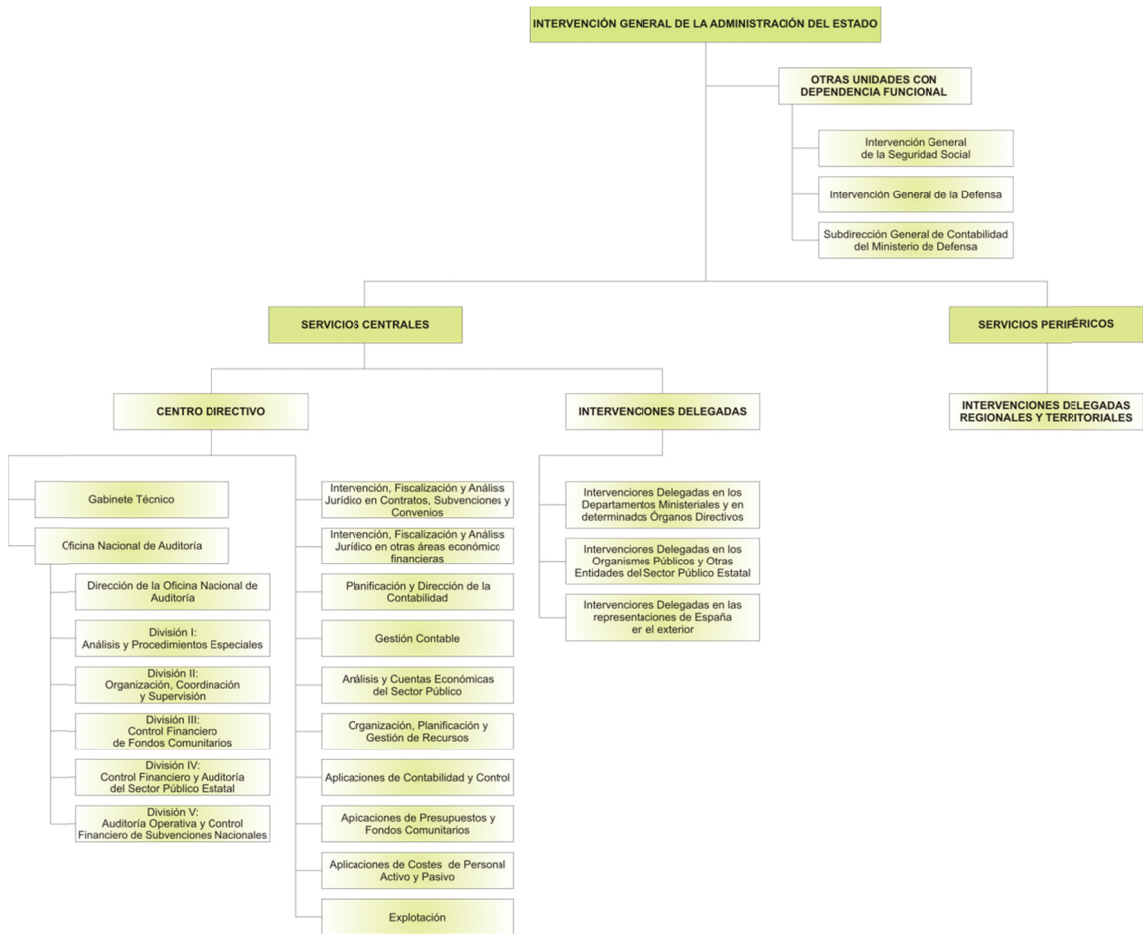 INTERVENCIÓN GENERAL DE LA ADMINISTRACIÓN DEL ESTADO
OTRAS UNIDADES CON
DEPENDENCIA FUNCIONAL
Intervención General
de la Seguridad Social
Intervención General de la Defensa
Subdirección General de Contabilidad
del Ministerio de Defensa
SERVICIOS CENTRALES
SERVICIOS PERIFÉRICOS
CENTRO DIRECTIVO
INTERVENCIONES DELEGADAS
INTERVENCIONES DELEGADAS
REGIONALES Y TERRITORIALES
Gabinete Técnico
Oficina Nacional de Auditoría
Dirección de la Oficina Nacional de
Auditoría
División I:
Análisis y Procedimientos Especiales
División II:
Organización, Coordinación
y Supervisión
División III:
Control Financiero
de Fondos Comunitarios
División IV:
Control Financiero y Auditoría
del Sector Público Estatal
División V:
Auditoría Operativa y Control
Financiero de Subvenciones Nacionales
Intervención, Fiscalización y Análiss
Jurídico en Contratos, Subvenciones y
Convenios
Intervención, Fiscalización y Análiss
Jurídico en otras áreas económico
financieras
Planificación y Dirección de la
Contabilidad
Gestión Contable
Análisis y Cuentas Económicas
del Sector Público
Organización, Planificación y
Gestión de Recursos
Aplicaciones de Contabilidad y Control
Apicaciones de Presupuestos y
Fondos Comunitarios
Aplicaciones de Costes de Personal
Activo y Pasivo
Explotación
Intervenciores Delegadas en los
Departamentos Ministeriales y en
determinados Órganos Directivos
Intervenciores Delegadas en los
Organismos Públicos y Otras
Entidades del Sector Público Estatal
Intervenciores Delegadas en las
representaciones de España
er el exterior